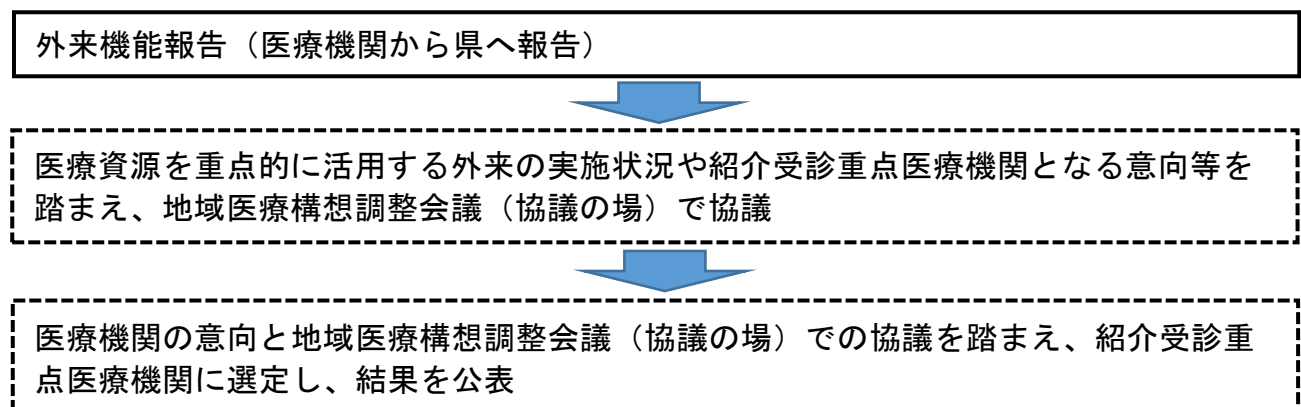 外来機能報告（医療機関から県へ報告）
医療資源を重点的に活用する外来の実施状況や紹介受診重点医療機関となる意向等を
踏まえ、地域医療構想調整会議（協議の場）で協議
医療機関の意向と地域医療構想調整会議（協議の場）での協議を踏まえ、紹介受診重
点医療機関に選定し、結果を公表